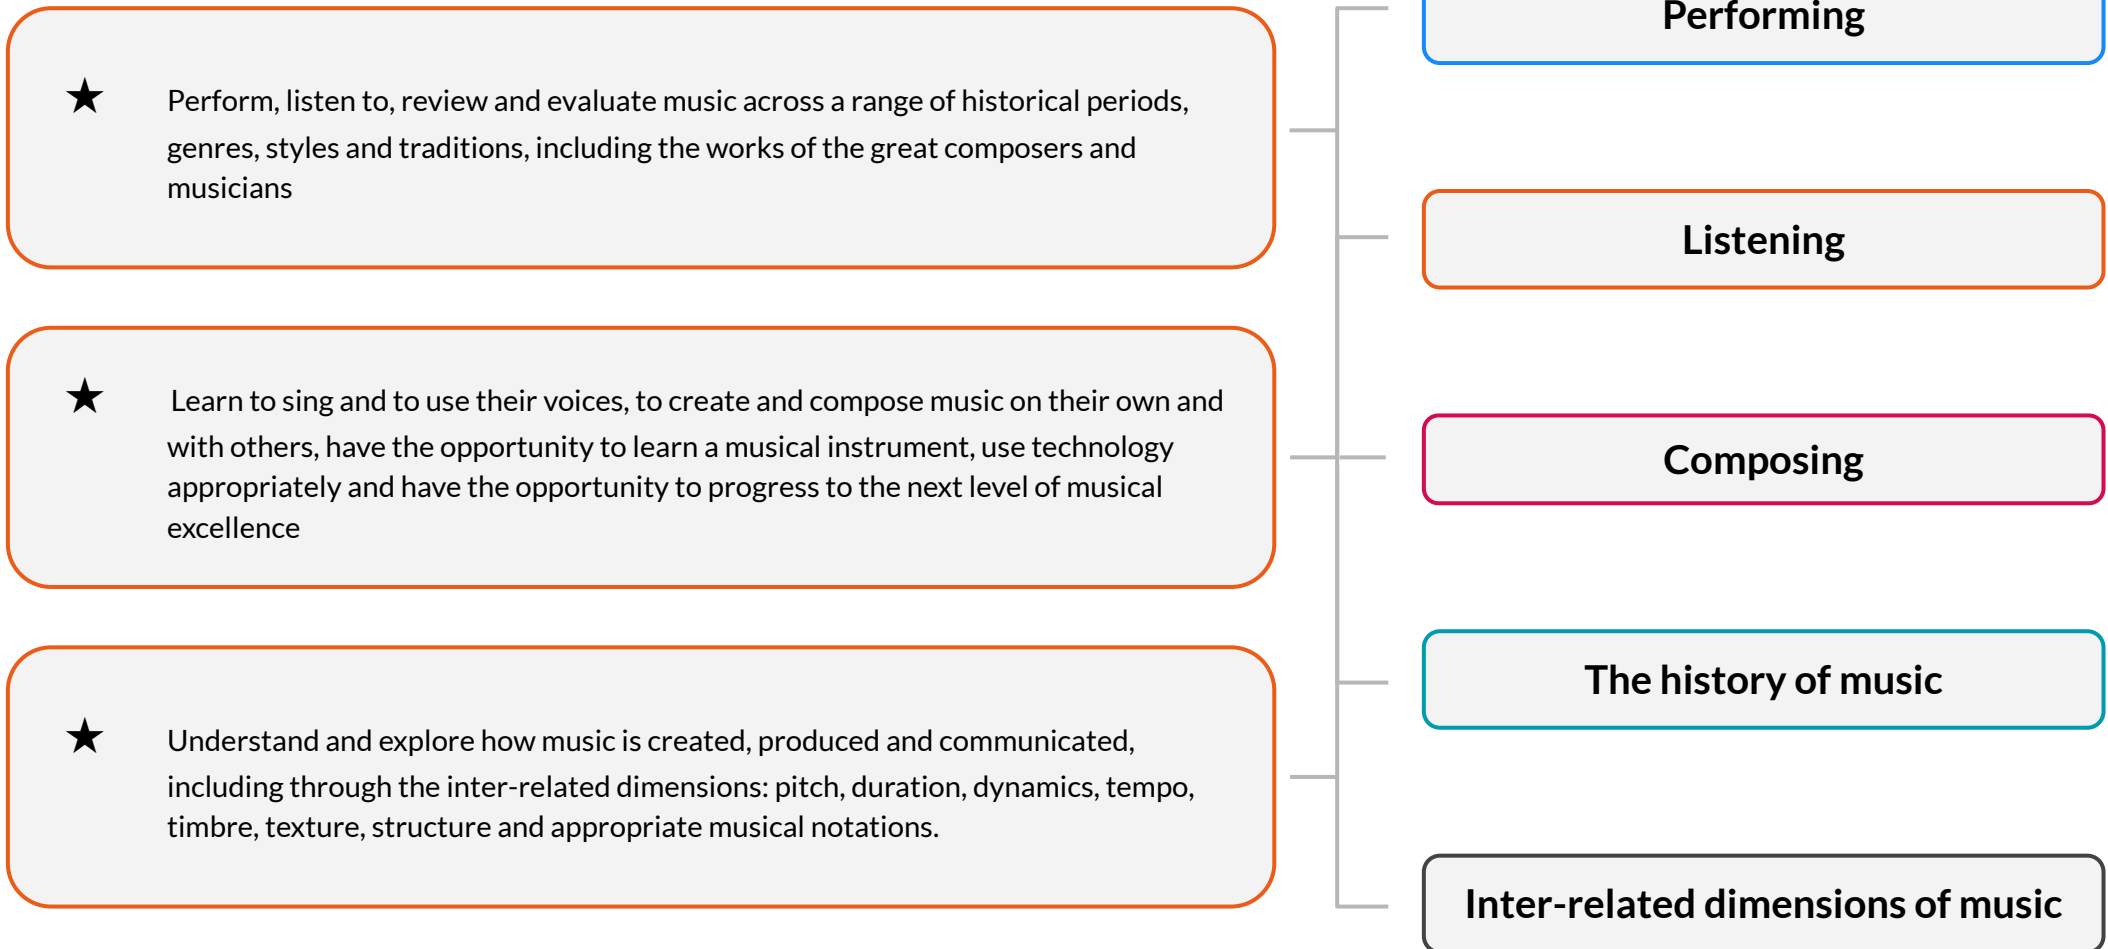 Perform, listen to, review and evaluate music across a range of historical periods,
genres, styles and traditions, including the works of the great composers and
musicians
Learn to sing and to use their voices, to create and compose music on their own and
with others, have the opportunity to learn a musical instrument, use technology
appropriately and have the opportunity to progress to the next level of musical
excellence
Understand and explore how music is created, produced and communicated,
including through the inter-related dimensions: pitch, duration, dynamics, tempo,
timbre, texture, structure and appropriate musical notations.
Performing
Listening
Composing
The history of music
Inter-related dimensions of music